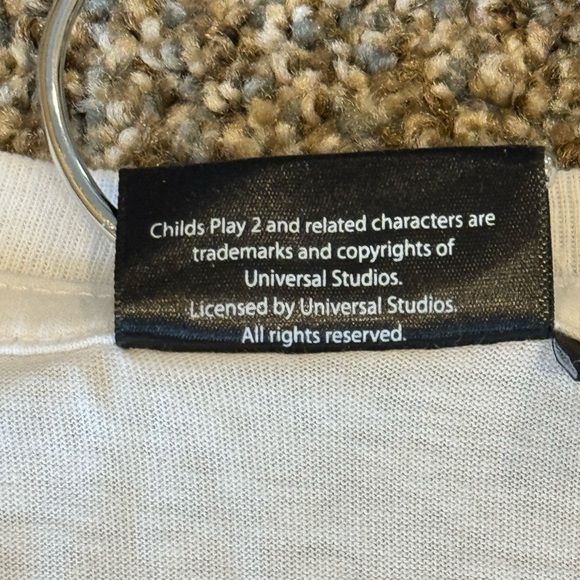 Childs Play 2 and related characters are
trademarks and copyrights of
Universal Studios.
Licensed by Universal Studios.
All rights reserved.